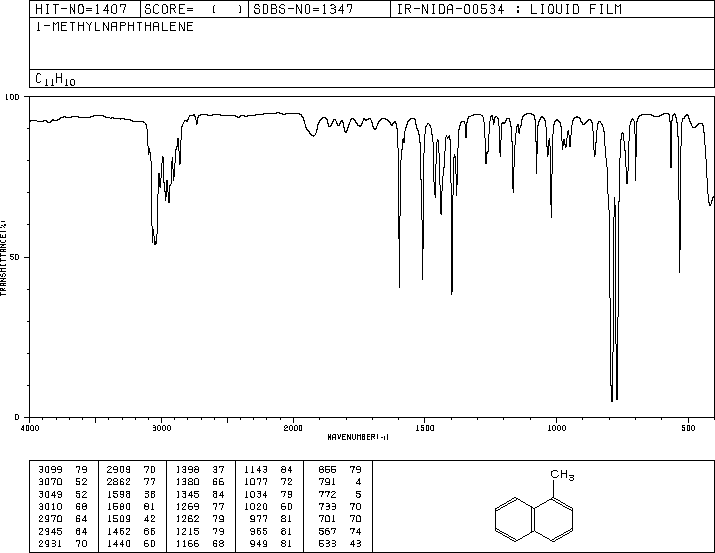 HIT-NO=1407 SCORE= ( ) SDBS-NO=1347 IR-NIDA-00534 : LIQUID FILM
1-METHYLNAPHTHALENE
C11H10
100
50
0
TRANSMITTANCE(%)
4000 3000 2000 1500 1000 500
WAVENUMBER(-1)
3099 79 2909 70 1398 37 1143 84 866 79
3070 52 2862 77 1380 66 1077 72 791 4
3049 52 1598 38 1345 84 1034 79 772 5
3010 68 1580 81 1269 77 1020 60 739 70
2970 64 1509 42 1262 79 977 81 701 70
2945 64 1462 66 1215 79 965 81 567 74
2931 70 1440 60 1166 68 949 81 533 43
CH3